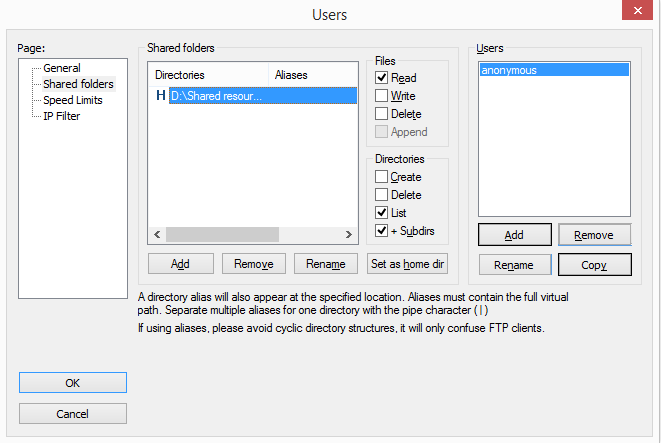 Users
Page:
General
Shared folders
Speed Limits
IP Filter
Shared folders
Directories Aliases
H D:\Shared resour...
Files
Read
Write
Delete
Append
Directories
Create
Delete
List
+ Subdirs
Add Remove Rename Set as home dir
Users
anonymous
Add Remove
Rename Copy
A directory alias will also appear at the specified location. Aliases must contain the full virtual
path. Separate multiple aliases for one directory with the pipe character ( | )
If using aliases, please avoid cyclic directory structures, it will only confuse FTP clients.
OK
Cancel